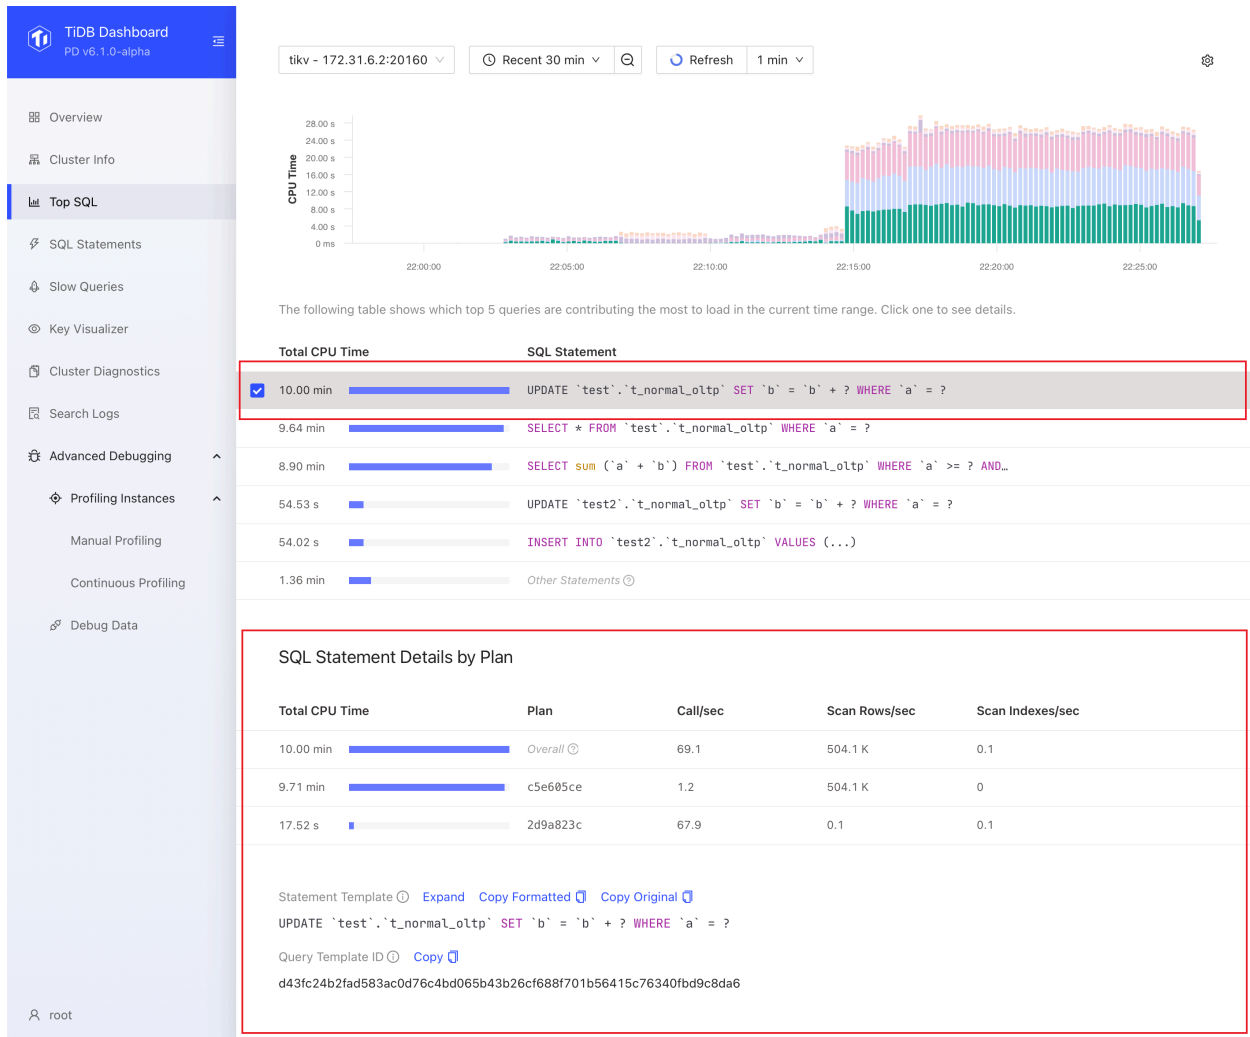 TiDB Dashboard
PD v6.1.0-alpha
Overview
Cluster Info
Top SQL
SQL Statements
Slow Queries
Key Visualizer
Cluster Diagnostics
Search Logs
Advanced Debugging
Profiling Instances
Manual Profiling
Continuous Profiling
Debug Data
root
tikv - 172.31.6.2:20160
Recent 30 min
Refresh
1 min
CPU Time
28.00 s
24.00 s
20.00 s
16.00 s
12.00 s
8.00 s
4.00 s
0 ms
22:00:00 22:05:00 22:10:00 22:15:00 22:20:00 22:25:00
The following table shows which top 5 queries are contributing the most to load in the current time range. Click one to see details.
Total CPU Time SQL Statement
10.00 min UPDATE `test`.`t_normal_oltp` SET `b` = `b` + ? WHERE `a` = ?
9.64 min SELECT * FROM `test`.`t_normal_oltp` WHERE `a` = ?
8.90 min SELECT sum (`a` + `b`) FROM `test`.`t_normal_oltp` WHERE `a` >= ? AND…
54.53 s UPDATE `test2`.`t_normal_oltp` SET `b` = `b` + ? WHERE `a` = ?
54.02 s INSERT INTO `test2`.`t_normal_oltp` VALUES (...)
1.36 min Other Statements
SQL Statement Details by Plan
Total CPU Time Plan Call/sec Scan Rows/sec Scan Indexes/sec
10.00 min Overall 69.1 504.1 K 0.1
9.71 min c5e605ce 1.2 504.1 K 0
17.52 s 2d9a823c 67.9 0.1 0.1
Statement Template Expand Copy Formatted Copy Original
UPDATE `test`.`t_normal_oltp` SET `b` = `b` + ? WHERE `a` = ?
Query Template ID Copy
d43fc24b2fad583ac0d76c4bd065b43b26cf688f701b56415c76340fbd9c8da6